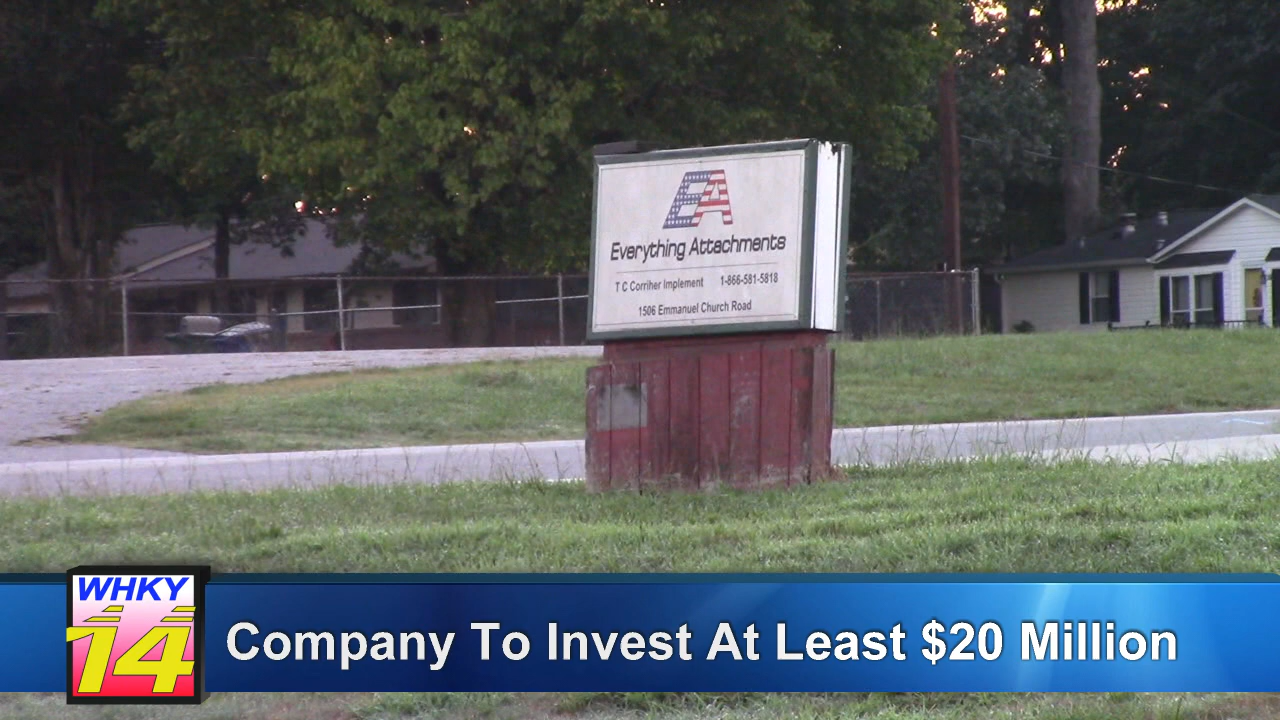 EA
Everything Attachments
T C Corriher Implement 1-866-581-5818
1506 Emmanuel Church Road
WHKY
14
Company To Invest At Least $20 Million